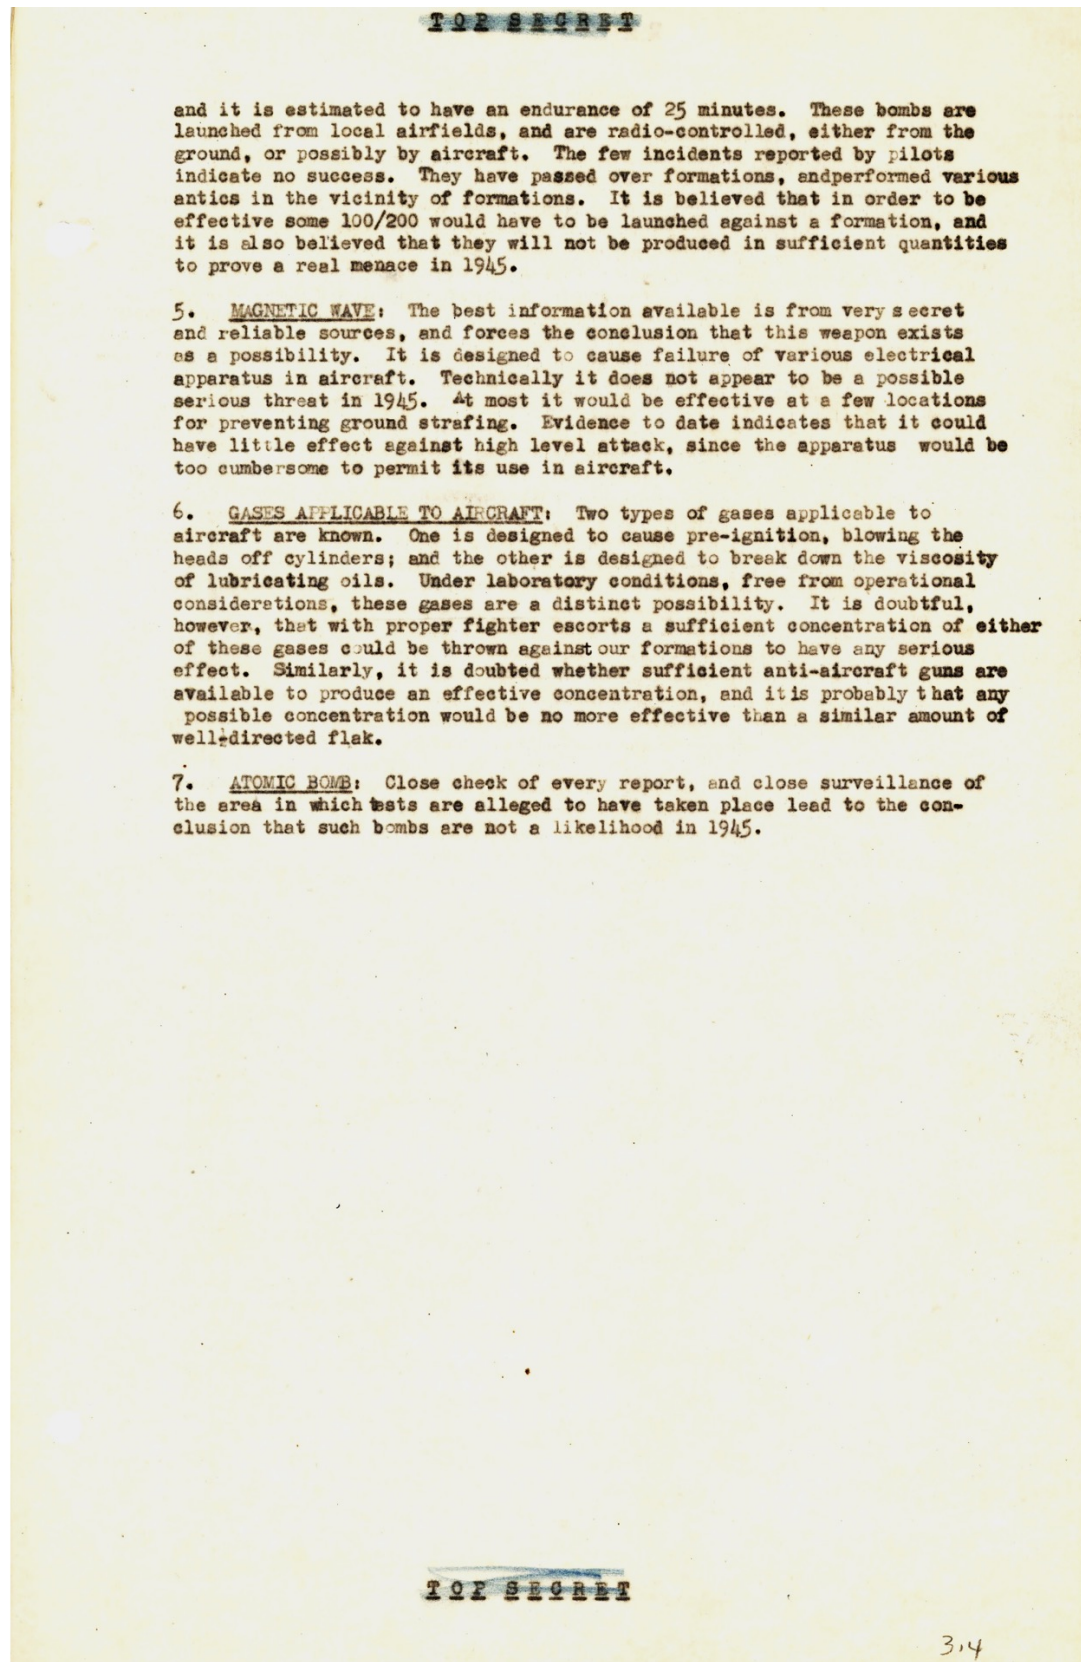 TOP SECRET
and it is estimated to have an endurance of 25 minutes. These bombs are
launched from local airfields, and are radio-controlled, either from the
ground, or possibly by aircraft. The few incidents reported by pilots
indicate no success. They have passed over formations, andperformed various
antics in the vicinity of formations. It is believed that in order to be
effective some 100/200 would have to be launched against a formation, and
it is also believed that they will not be produced in sufficient quantities
to prove a real menace in 1945.
5. MAGNETIC WAVE: The best information available is from very secret
and reliable sources, and forces the conclusion that this weapon exists
as a possibility. It is designed to cause failure of various electrical
apparatus in aircraft. Technically it does not appear to be a possible
serious threat in 1945. At most it would be effective at a few locations
for preventing ground strafing. Evidence to date indicates that it could
have little effect against high level attack, since the apparatus would be
too cumbersome to permit its use in aircraft.
6. GASES APPLICABLE TO AIRCRAFT: Two types of gases applicable to
aircraft are known. One is designed to cause pre-ignition, blowing the
heads off cylinders; and the other is designed to break down the viscosity
of lubricating oils. Under laboratory conditions, free from operational
considerations, these gases are a distinct possibility. It is doubtful,
however, that with proper fighter escorts a sufficient concentration of either
of these gases could be thrown against our formations to have any serious
effect. Similarly, it is doubted whether sufficient anti-aircraft guns are
available to produce an effective concentration, and it is probably that any
possible concentration would be no more effective than a similar amount of
well-directed flak.
7. ATOMIC BOMB: Close check of every report, and close surveillance of
the area in which tests are alleged to have taken place lead to the con-
clusion that such bombs are not a likelihood in 1945.
TOP SECRET
314